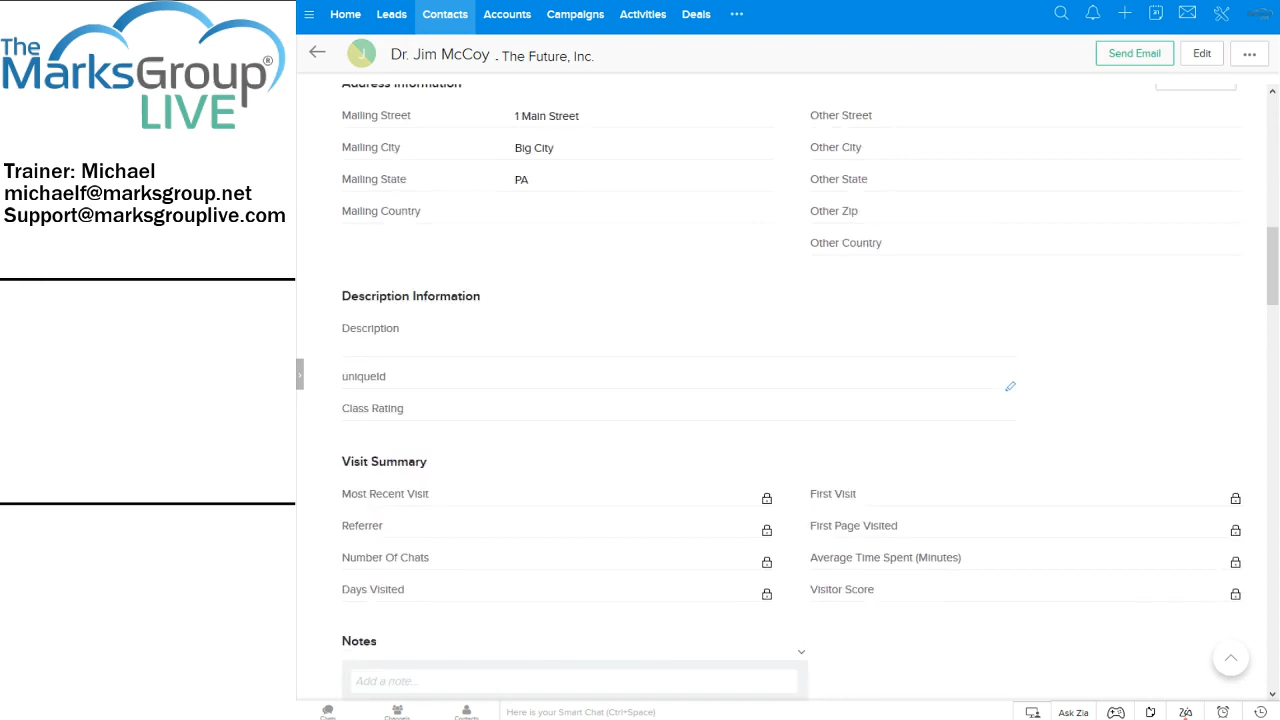 The
MarksGroup®
LIVE
Trainer: Michael
michaelf@marksgroup.net
Support@marksgrouplive.com
Home Leads Contacts Accounts Campaigns Activities Deals
J Dr. Jim McCoy . The Future, Inc. Send Email Edit
Address Information
Mailing Street 1 Main Street Other Street
Mailing City Big City Other City
Mailing State PA Other State
Mailing Country Other Zip
Other Country
Description Information
Description
uniqueId
Class Rating
Visit Summary
Most Recent Visit First Visit
Referrer First Page Visited
Number Of Chats Average Time Spent (Minutes)
Days Visited Visitor Score
Notes
Add a note...
Chats Channels Contacts Here is your Smart Chat (Ctrl+Space) Ask Zia